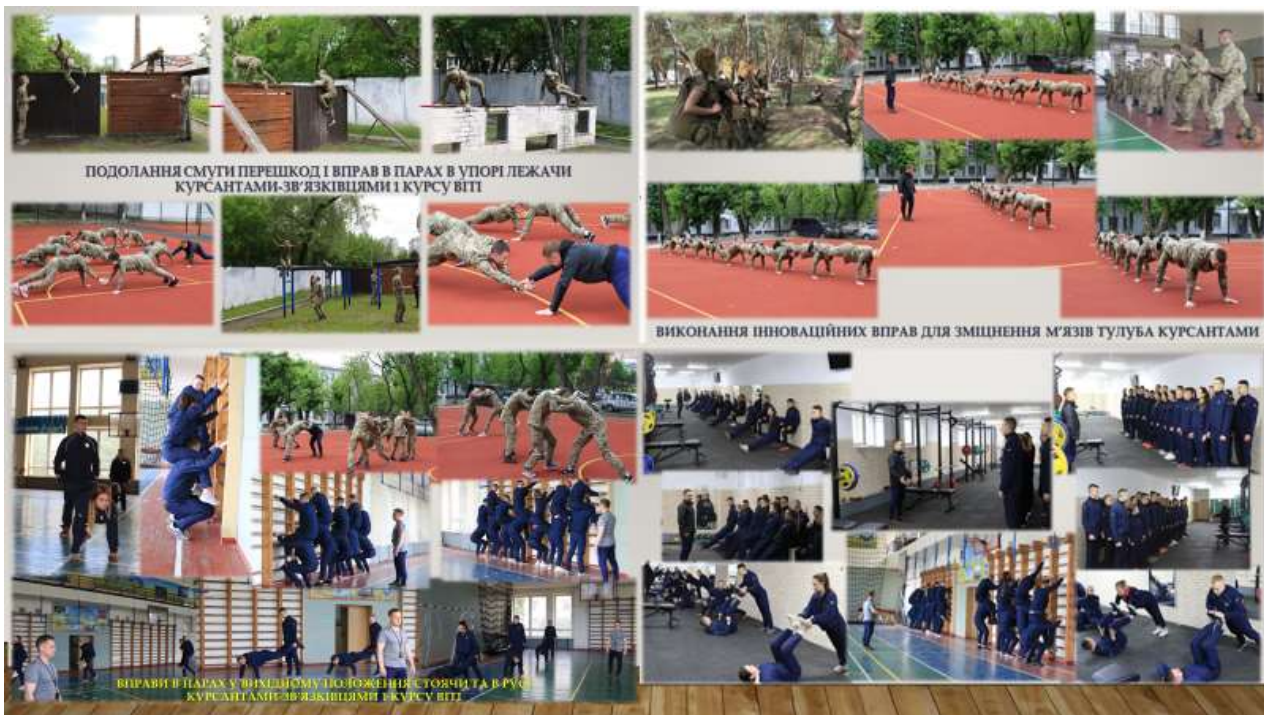 ПОДОЛАННЯ СМУГИ ПЕРЕШКОД І ВПРАВ В ПАРАХ В УПОРІ ЛЕЖАЧИ
КУРСАНТАМИ-ЗВ'ЯЗКІВЦЯМИ 1 КУРСУ ВІТІ
ВИКОНАННЯ ІННОВАЦІЙНИХ ВПРАВ ДЛЯ ЗМІЦНЕННЯ М'ЯЗІВ ТУЛУБА КУРСАНТАМИ
ВПРАВИ В ПАРАХ У ВИХІДНОМУ ПОЛОЖЕННЯ СТОЯЧИ ТА В РУСІ
КУРСАНТАМИ-ЗВ'ЯЗКІВЦЯМИ 1 КУРСУ ВІТІ